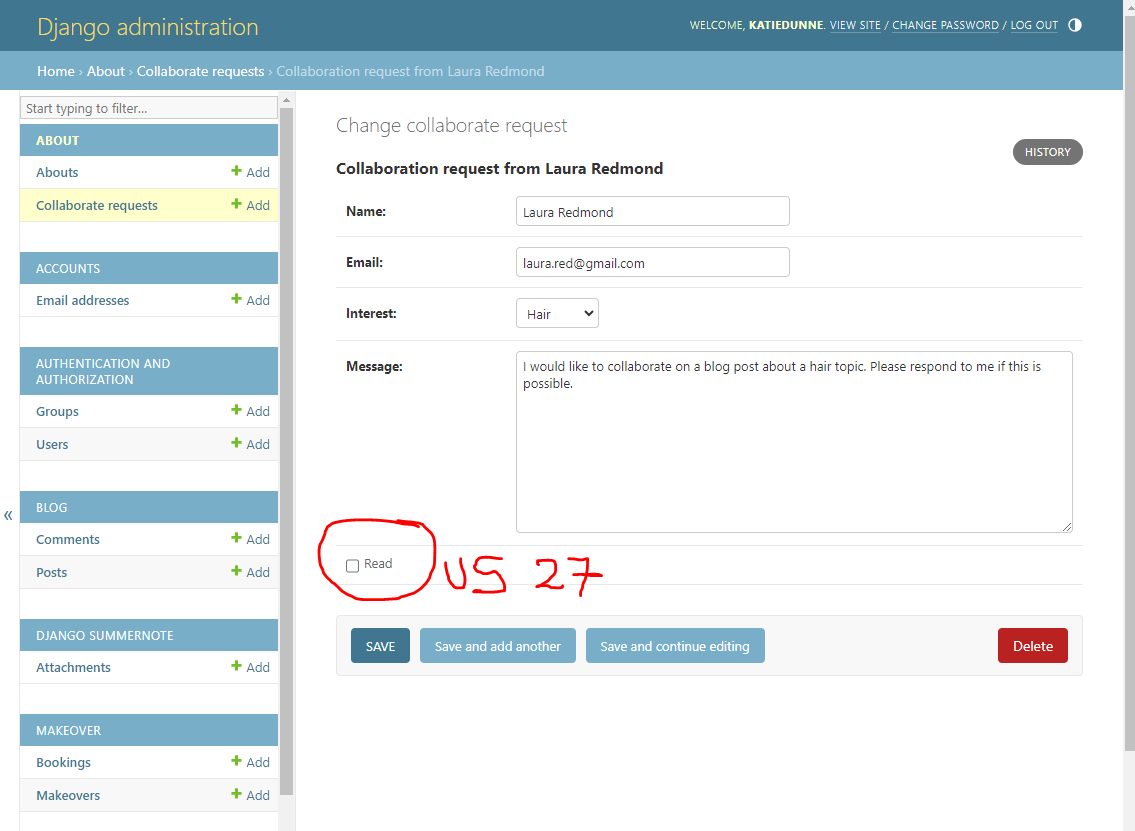 Django administration
WELCOME, KATIEDUNNE. VIEW SITE / CHANGE PASSWORD / LOG OUT
Home › About › Collaborate requests › Collaboration request from Laura Redmond
Start typing to filter...
ABOUT
Abouts + Add
Collaborate requests + Add
ACCOUNTS
Email addresses + Add
AUTHENTICATION AND
AUTHORIZATION
Groups + Add
Users + Add
BLOG
Comments + Add
Posts + Add
DJANGO SUMMERNOTE
Attachments + Add
MAKEOVER
Bookings + Add
Makeovers + Add
«
Change collaborate request
HISTORY
Collaboration request from Laura Redmond
Name: Laura Redmond
Email: laura.red@gmail.com
Interest: Hair
Message: I would like to collaborate on a blog post about a hair topic. Please respond to me if this is
possible.
Read US 27
SAVE Save and add another Save and continue editing Delete